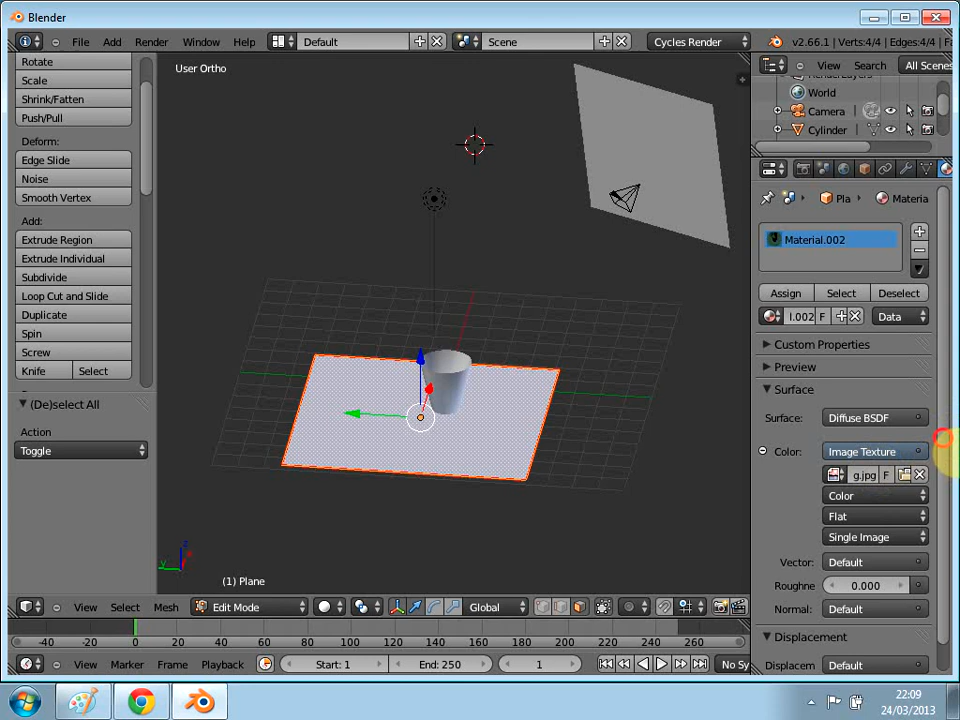 Blender
File Add Render Window Help Default Scene Cycles Render v2.66.1 | Verts:4/4 | Edges:4/4 |
Rotate
Scale
Shrink/Fatten
Push/Pull
Deform:
Edge Slide
Noise
Smooth Vertex
Add:
Extrude Region
Extrude Individual
Subdivide
Loop Cut and Slide
Duplicate
Spin
Screw
Knife Select
(De)select All
Action
Toggle
User Ortho
(1) Plane
View Search All Scenes
RenderLayers
World
Camera
Cylinder
Pla Materia
Material.002
Assign Select Deselect
l.002 F Data
Custom Properties
Preview
Surface
Surface: Diffuse BSDF
Color: Image Texture
g.jpg F
Color
Flat
Single Image
Vector: Default
Roughne 0.000
Normal: Default
Displacement
Displacem Default
View Select Mesh Edit Mode Global
-40 -20 0 20 40 60 80 100 120 140 160 180 200 220 240 260
View Marker Frame Playback Start: 1 End: 250 1 No Sy
22:09
24/03/2013